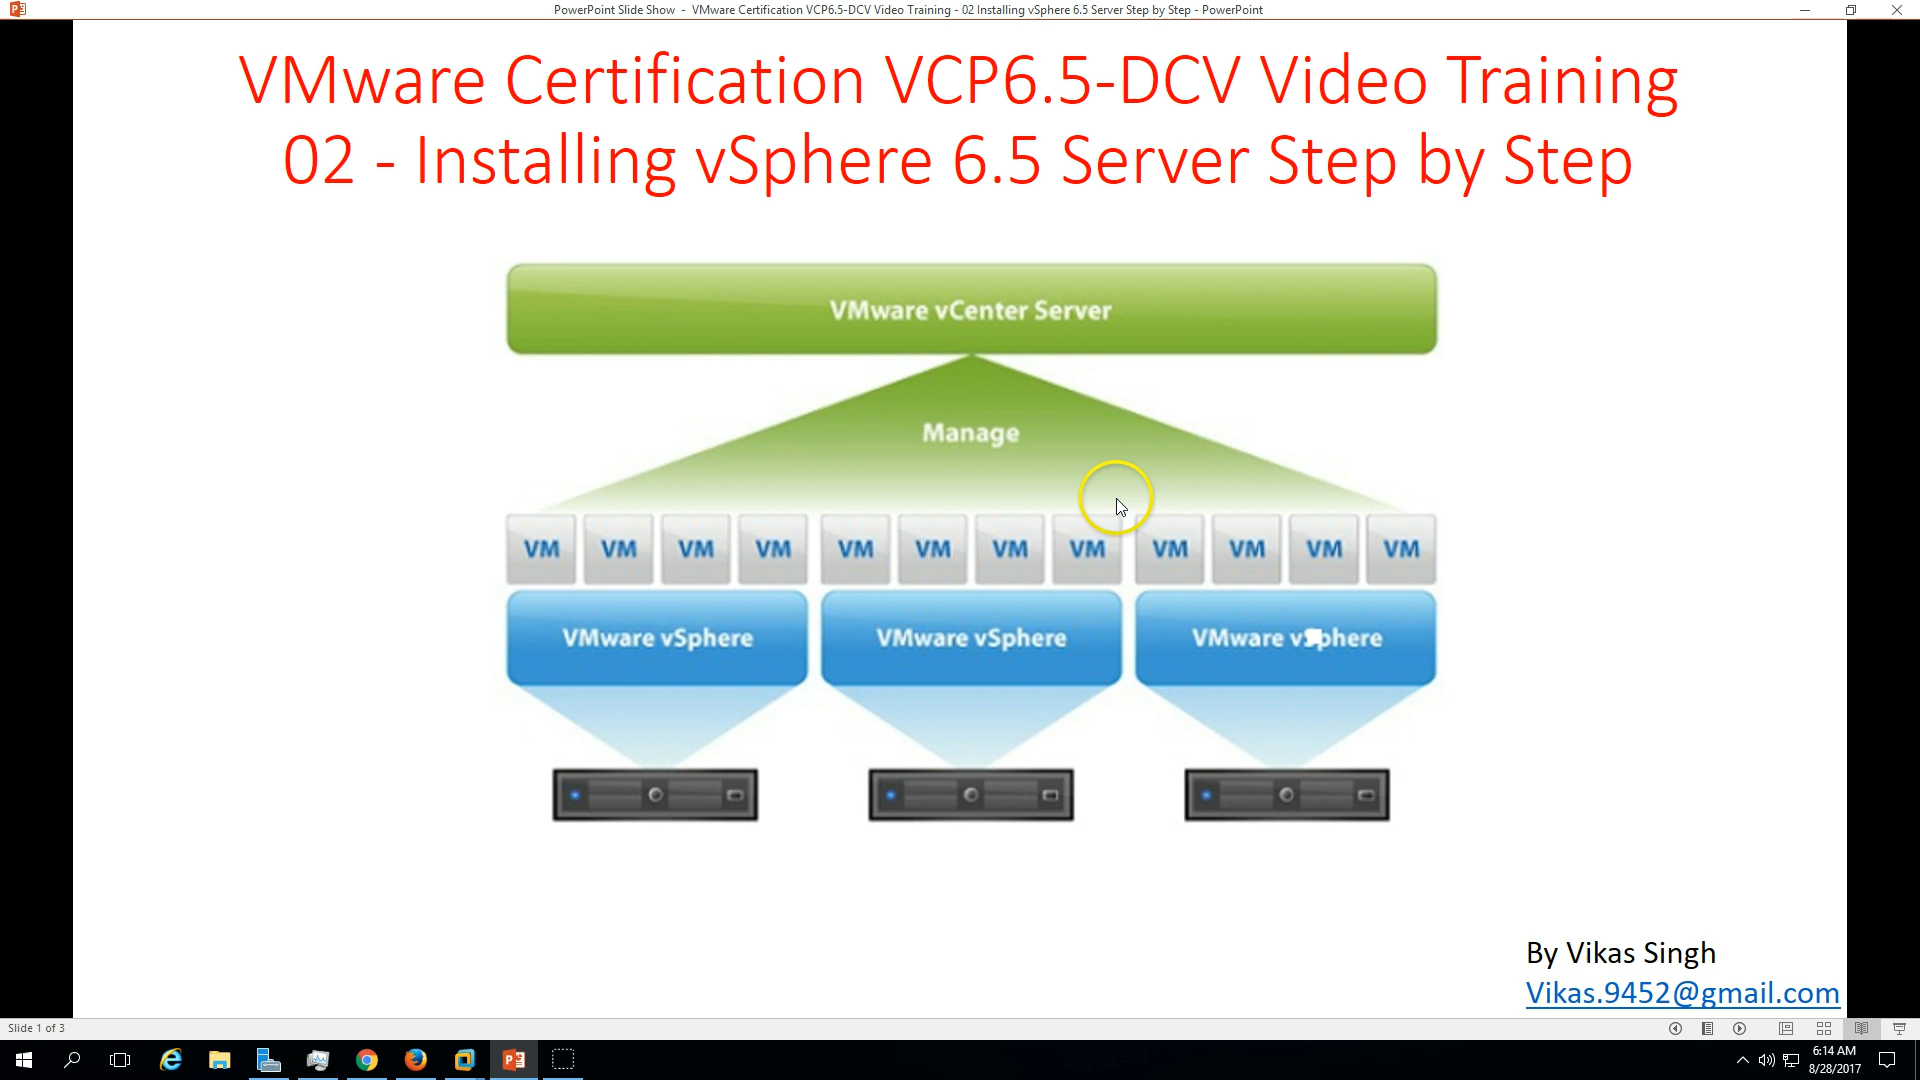 PowerPoint Slide Show - VMware Certification VCP6.5-DCV Video Training - 02 Installing vSphere 6.5 Server Step by Step - PowerPoint
VMware Certification VCP6.5-DCV Video Training
02 - Installing vSphere 6.5 Server Step by Step
VMware vCenter Server
Manage
VM VM VM VM VM VM VM VM VM VM VM VM
VMware vSphere VMware vSphere VMware vSphere
By Vikas Singh
Vikas.9452@gmail.com
Slide 1 of 3
6:14 AM
8/28/2017